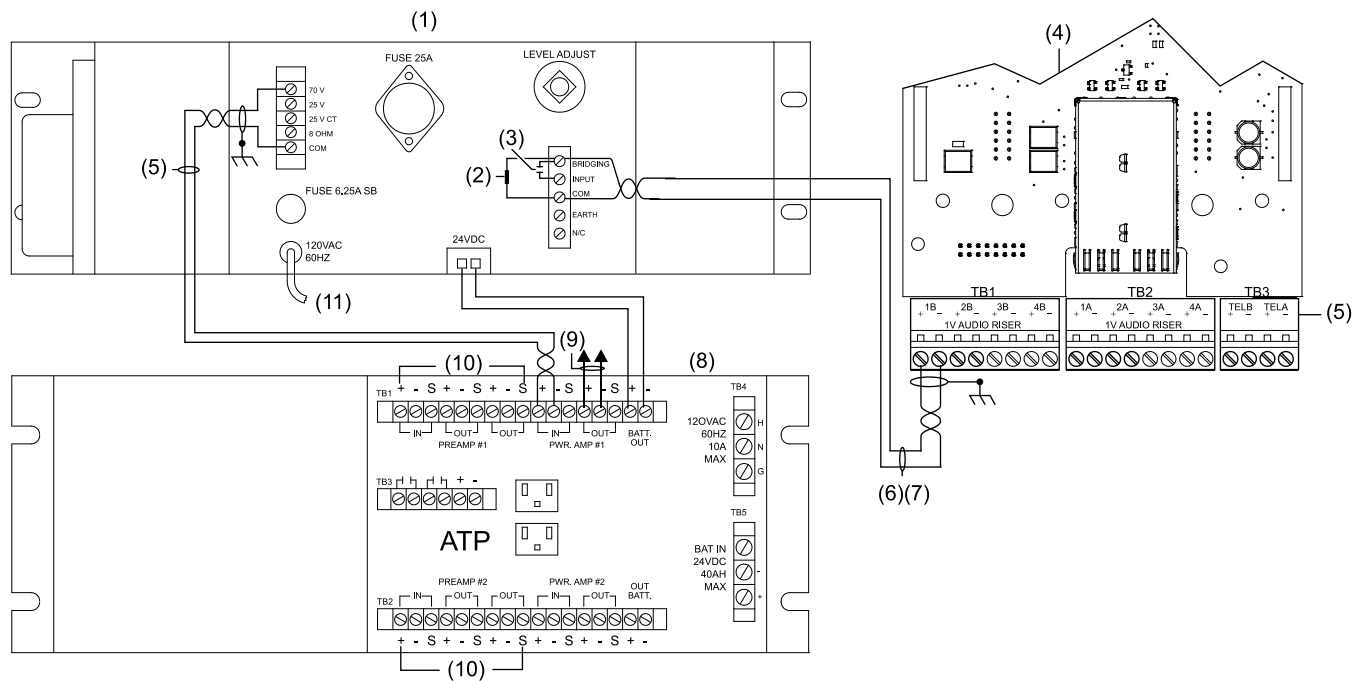 (1)
FUSE 25A
LEVEL ADJUST
70 V
25 V
25 V CT
8 OHM
COM
(5)
FUSE 6.25A SB
120VAC
60HZ
(11)
24VDC
(3)
(2)
BRIDGING
INPUT
COM
EARTH
N/C
(4)
TB1
TB2
TB3
1B 2B 3B 4B
+ - + - + - + -
1V AUDIO RISER
1A 2A 3A 4A
+ - + - + - + -
1V AUDIO RISER
TELB TELA
+ - + -
(5)
(6)(7)
(9)
(8)
(10)
TB1
+ - S + - S + - S + - S + - S + -
IN OUT OUT IN OUT BATT. OUT
PREAMP #1 PWR. AMP #1
TB4
12OVAC
60HZ
10A
MAX
H
N
G
TB3
+ -
ATP
TB5
BAT IN
24VDC
40AH
MAX
-
+
PREAMP #2 PWR. AMP #2 OUT BATT.
TB2
IN OUT OUT IN OUT
+ - S + - S + - S + - S + - S + -
(10)